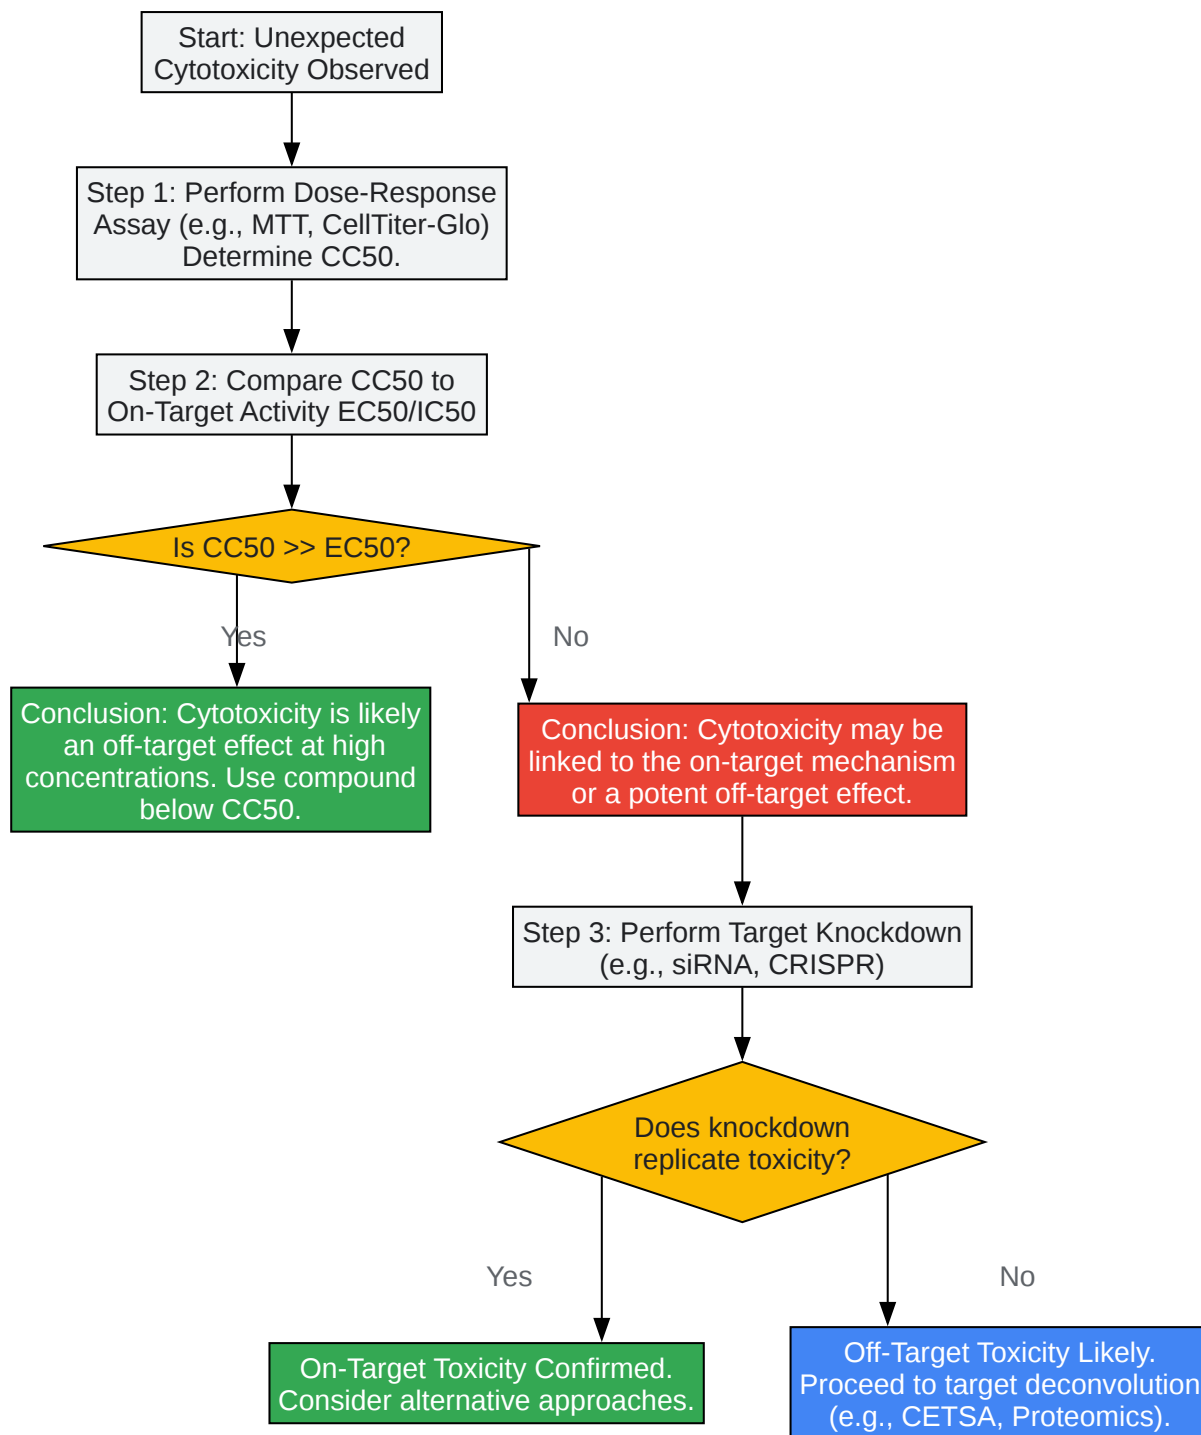 Start: Unexpected
Cytotoxicity Observed
Step 1: Perform Dose-Response
Assay (e.g., MTT, CellTiter-Glo)
Determine CC50.
Step 2: Compare CC50 to
On-Target Activity EC50/IC50
Is CC50 >> EC50?
Yes
No
Conclusion: Cytotoxicity is likely
an off-target effect at high
concentrations. Use compound
below CC50.
Conclusion: Cytotoxicity may be
linked to the on-target mechanism
or a potent off-target effect.
Step 3: Perform Target Knockdown
(e.g., siRNA, CRISPR)
Does knockdown
replicate toxicity?
Yes
No
On-Target Toxicity Confirmed.
Consider alternative approaches.
Off-Target Toxicity Likely.
Proceed to target deconvolution
(e.g., CETSA, Proteomics).